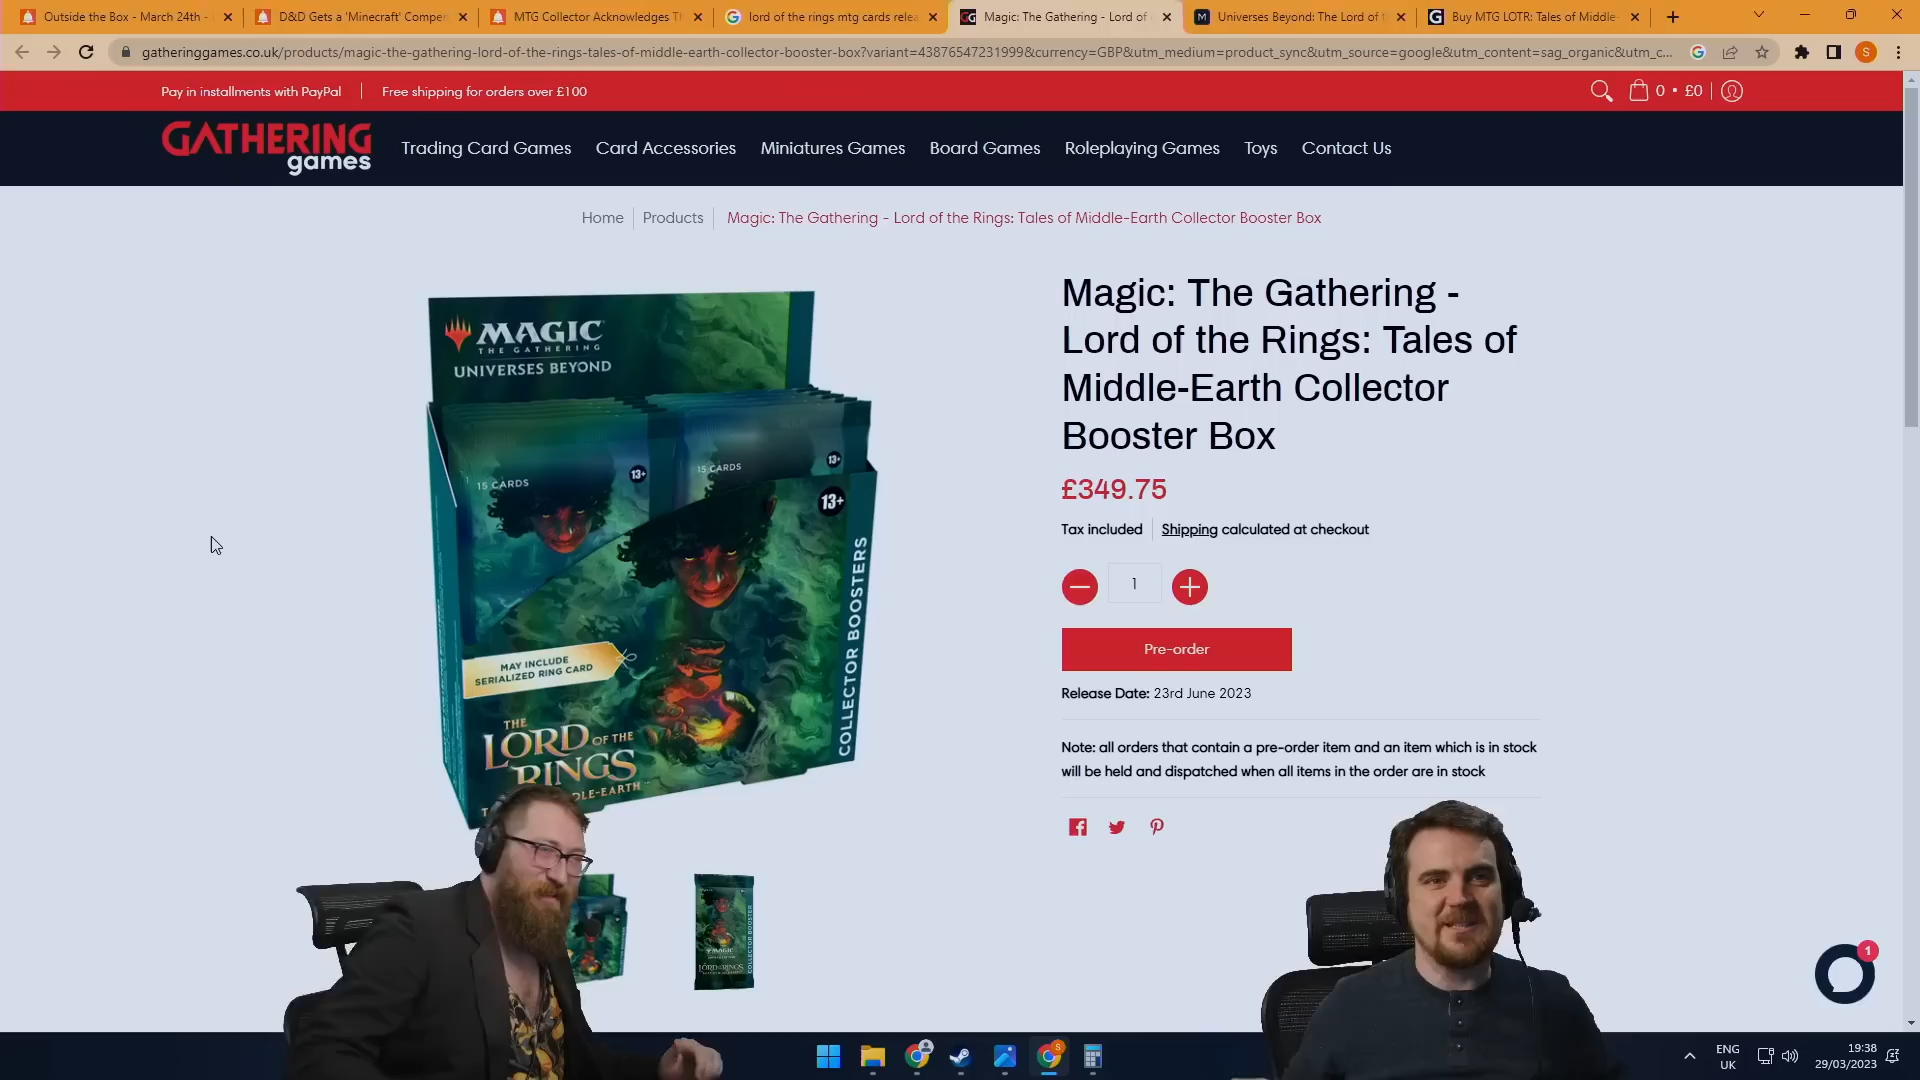 Outside the Box - March 24th -
D&D Gets a 'Minecraft' Compen
MTG Collector Acknowledges Th
lord of the rings mtg cards relea
Magic: The Gathering - Lord of
Universes Beyond: The Lord of t
Buy MTG LOTR: Tales of Middle-
gatheringgames.co.uk/products/magic-the-gathering-lord-of-the-rings-tales-of-middle-earth-collector-booster-box?variant=43876547231999&currency=GBP&utm_medium=product_sync&utm_source=google&utm_content=sag_organic&utm_c...
S
Pay in installments with PayPal
Free shipping for orders over £100
0 • £0
GATHERING
games
Trading Card Games
Card Accessories
Miniatures Games
Board Games
Roleplaying Games
Toys
Contact Us
Home
Products
Magic: The Gathering - Lord of the Rings: Tales of Middle-Earth Collector Booster Box
MAGIC
THE GATHERING
UNIVERSES BEYOND
15 CARDS
13+
15 CARDS
13+
13+
COLLECTOR BOOSTERS
MAY INCLUDE
SERIALIZED RING CARD
THE
LORD OF THE
RINGS
DLE-EARTH
Magic: The Gathering -
Lord of the Rings: Tales of
Middle-Earth Collector
Booster Box
£349.75
Tax included
Shipping calculated at checkout
1
Pre-order
Release Date: 23rd June 2023
Note: all orders that contain a pre-order item and an item which is in stock
will be held and dispatched when all items in the order are in stock
1
ENG
UK
19:38
29/03/2023